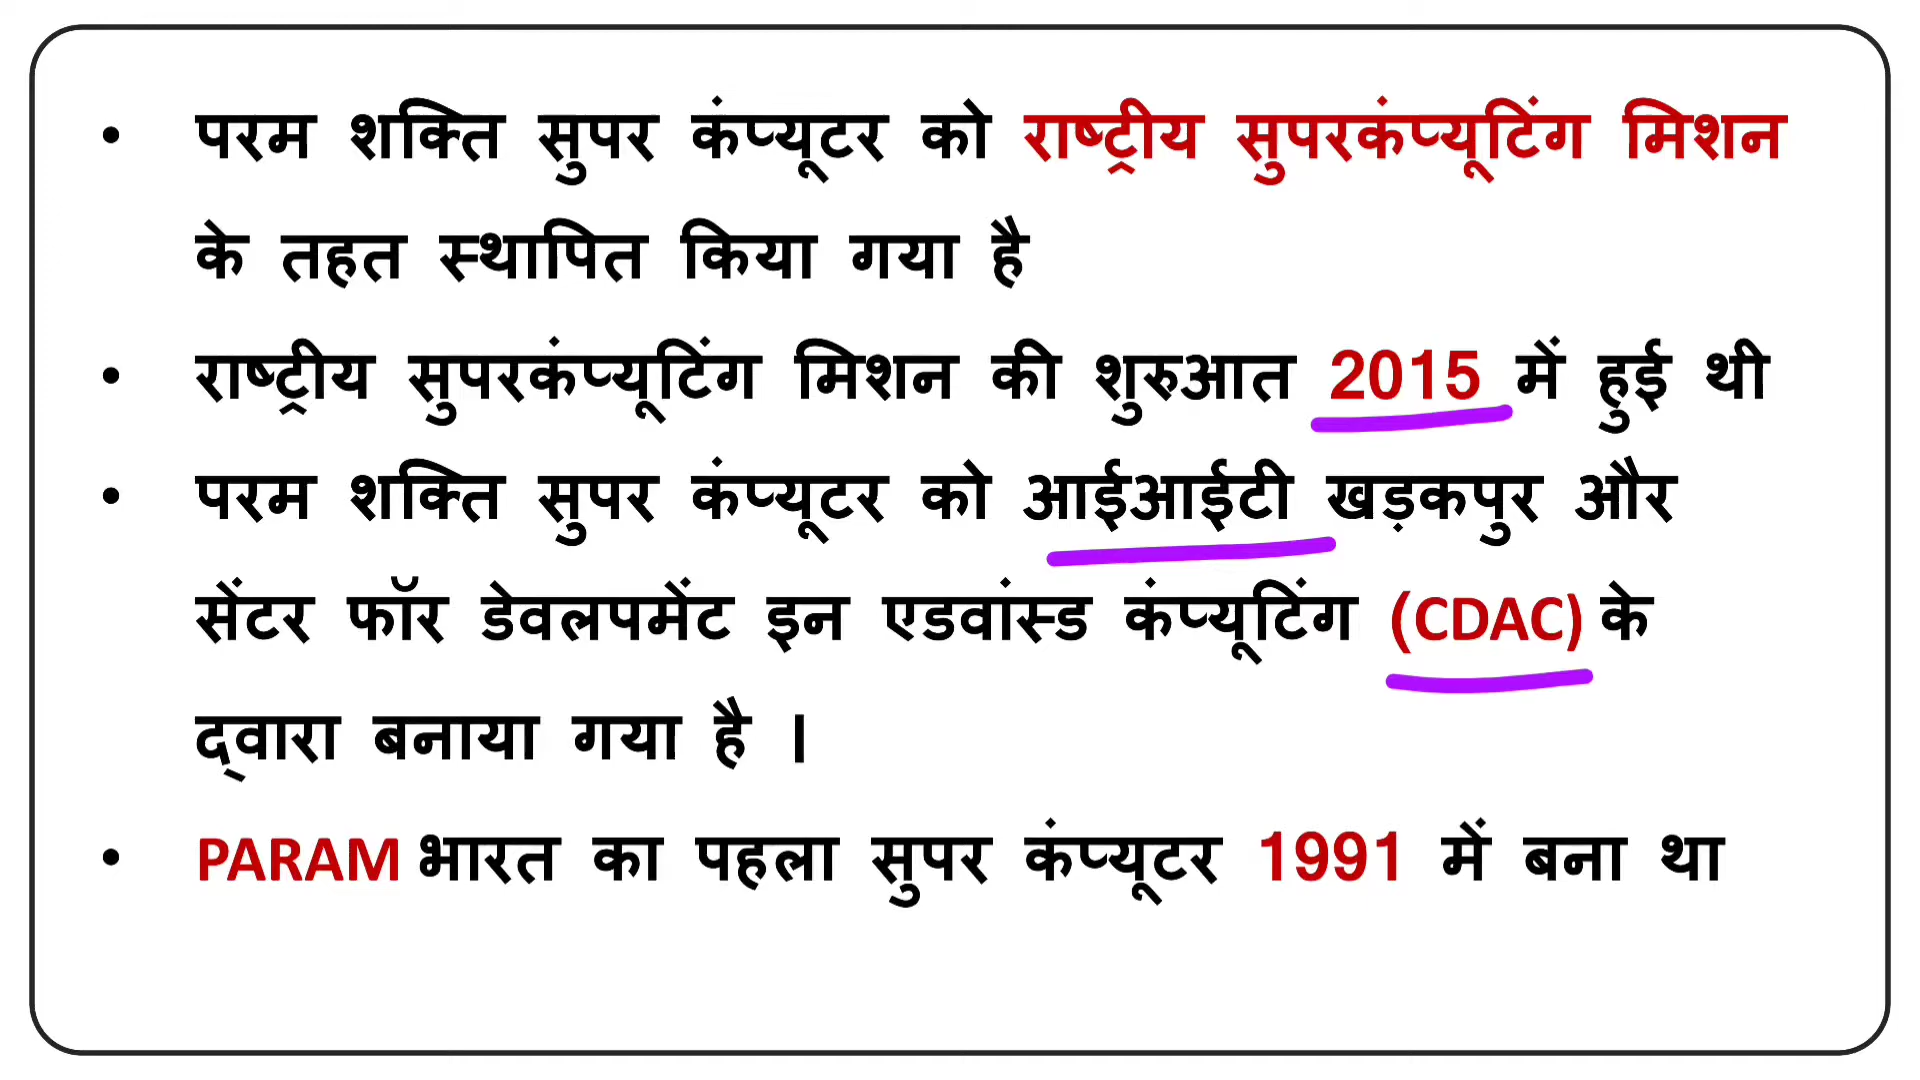 • परम शक्ति सुपर कंप्यूटर को राष्ट्रीय सुपरकंप्यूटिंग मिशन
के तहत स्थापित किया गया है
• राष्ट्रीय सुपरकंप्यूटिंग मिशन की शुरुआत 2015 में हुई थी
• परम शक्ति सुपर कंप्यूटर को आईआईटी खड़कपुर और
सेंटर फॉर डेवलपमेंट इन एडवांस्ड कंप्यूटिंग (CDAC) के
द्वारा बनाया गया है ।
• PARAM भारत का पहला सुपर कंप्यूटर 1991 में बना था